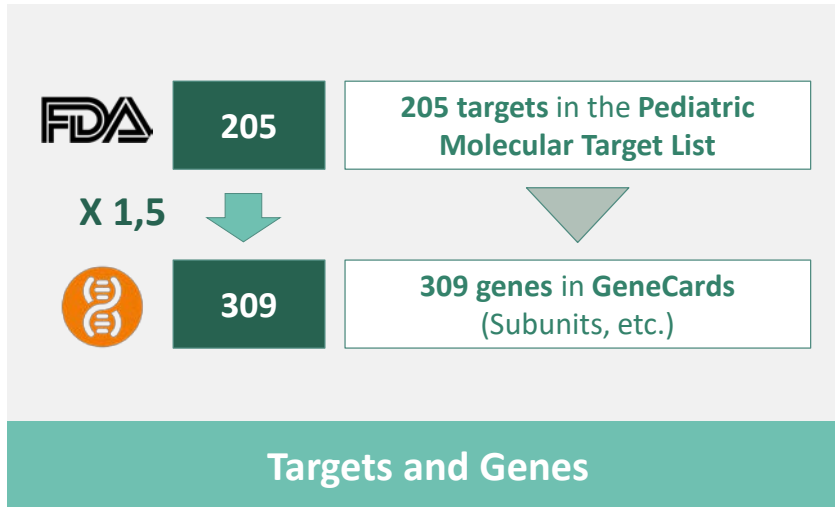 FDA
205
205 targets in the Pediatric
Molecular Target List
X 1,5
309
309 genes in GeneCards
(Subunits, etc.)
Targets and Genes